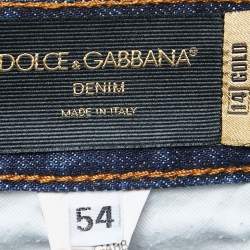 DOLCE & GABBANA
DENIM
MADE IN ITALY
14 GOLD
54